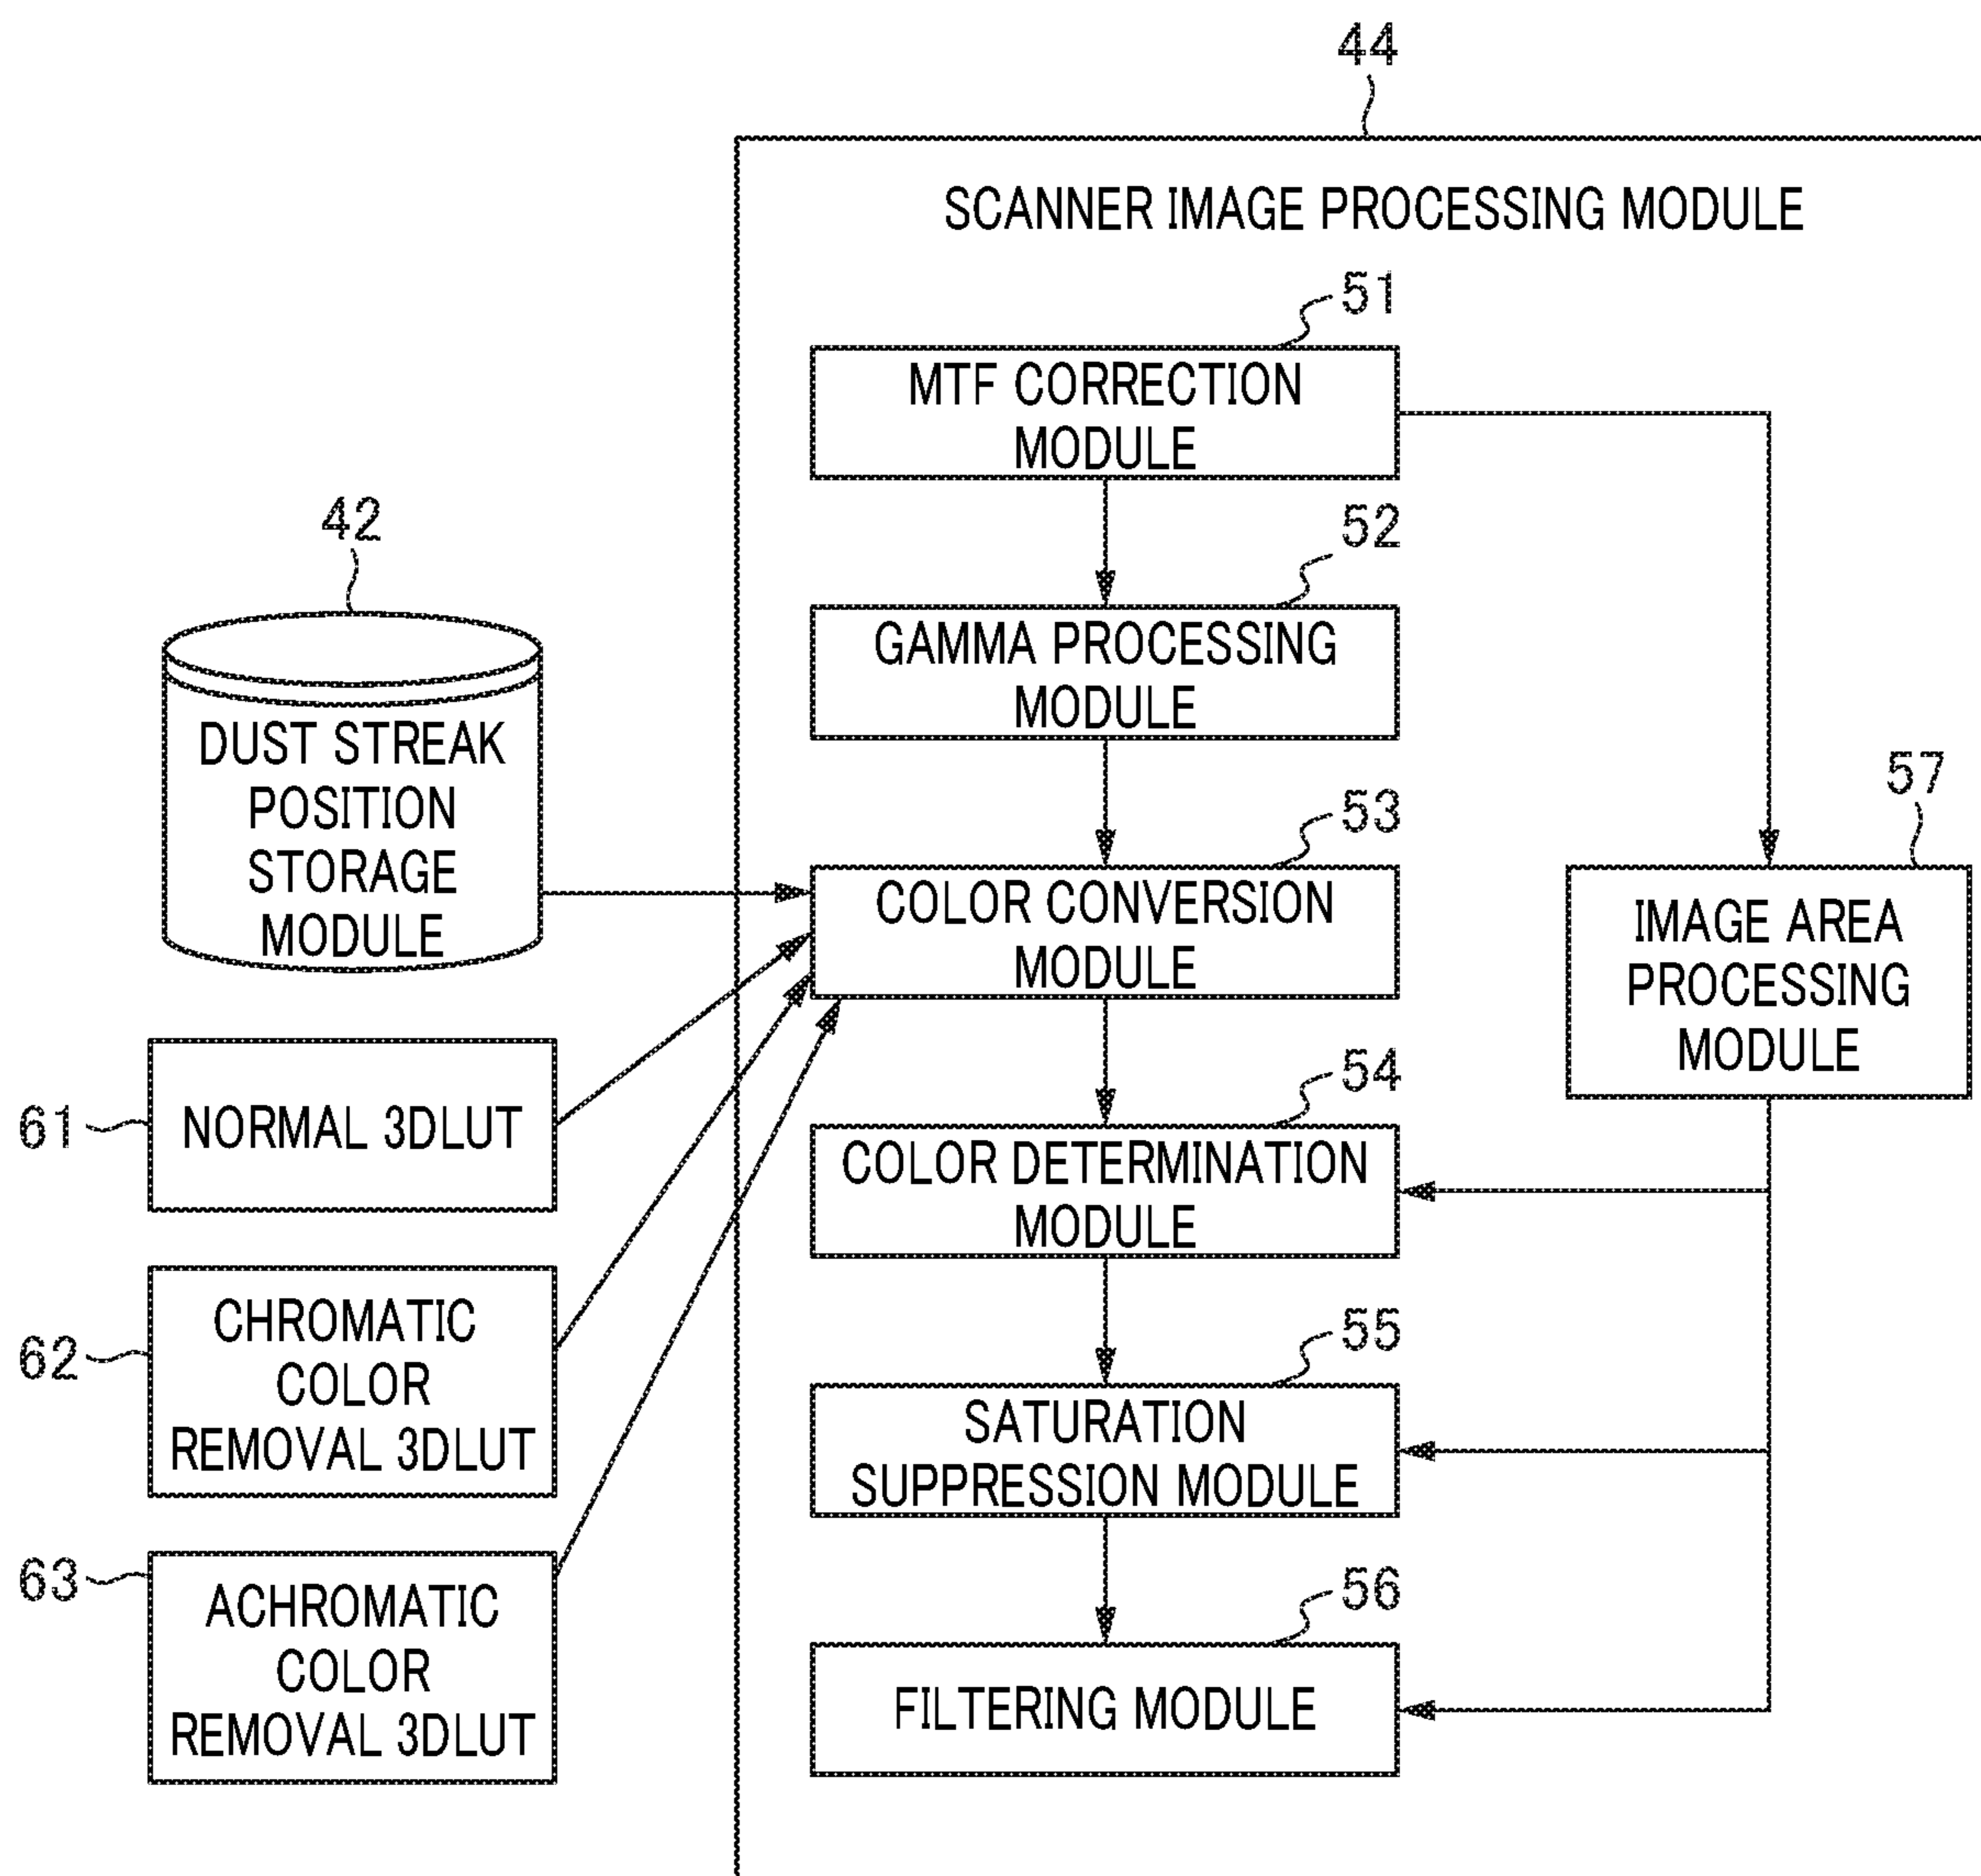 44
SCANNER IMAGE PROCESSING MODULE
51
MTF CORRECTION
MODULE
52
GAMMA PROCESSING
MODULE
42
DUST STREAK
POSITION
STORAGE
MODULE
53
COLOR CONVERSION
MODULE
57
IMAGE AREA
PROCESSING
MODULE
61
NORMAL 3DLUT
54
COLOR DETERMINATION
MODULE
62
CHROMATIC
COLOR
REMOVAL 3DLUT
55
SATURATION
SUPPRESSION MODULE
63
ACHROMATIC
COLOR
REMOVAL 3DLUT
56
FILTERING MODULE